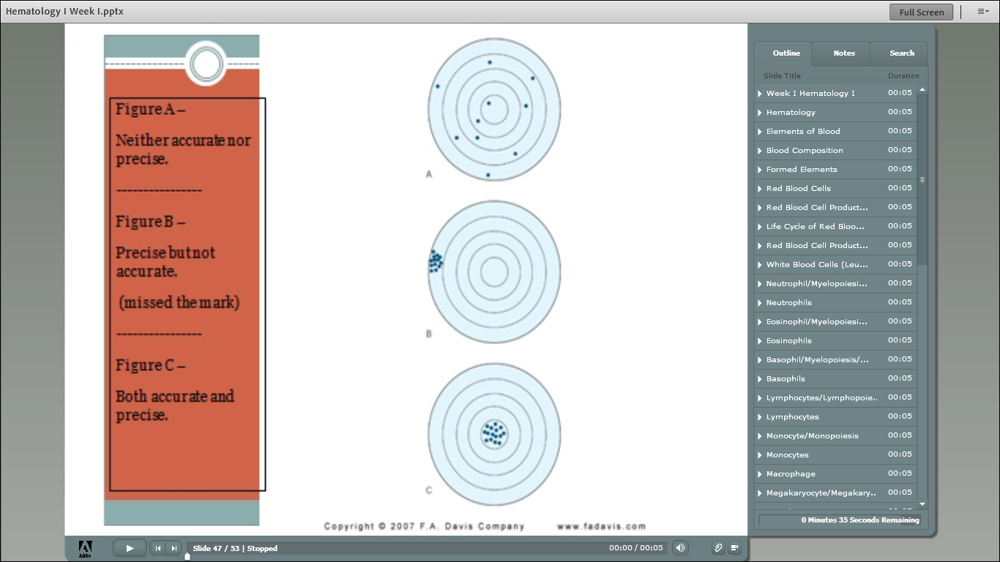 Hematology I Week I.pptx
Full Screen
Figure A –
Neither accurate nor
precise.
----------------
Figure B –
Precise but not
accurate.
(missed the mark)
----------------
Figure C –
Both accurate and
precise.
A
B
C
Copyright © 2007 F.A. Davis Company www.fadavis.com
Outline Notes Search
Slide Title Duration
Week I Hematology I 00:05
Hematology 00:05
Elements of Blood 00:05
Blood Composition 00:05
Formed Elements 00:05
Red Blood Cells 00:05
Red Blood Cell Product... 00:05
Life Cycle of Red Bloo... 00:05
Red Blood Cell Product... 00:05
White Blood Cells (Leu... 00:05
Neutrophil/Myelopoiesi... 00:05
Neutrophils 00:05
Eosinophil/Myelopoiesi... 00:05
Eosinophils 00:05
Basophil/Myelopoiesis/... 00:05
Basophils 00:05
Lymphocytes/Lymphopoie.. 00:05
Lymphocytes 00:05
Monocyte/Monopoiesis 00:05
Monocytes 00:05
Macrophage 00:05
Megakaryocyte/Megakary.. 00:05
0 Minutes 35 Seconds Remaining
Adobe
Slide 47 / 53 | Stopped
00:00 / 00:05